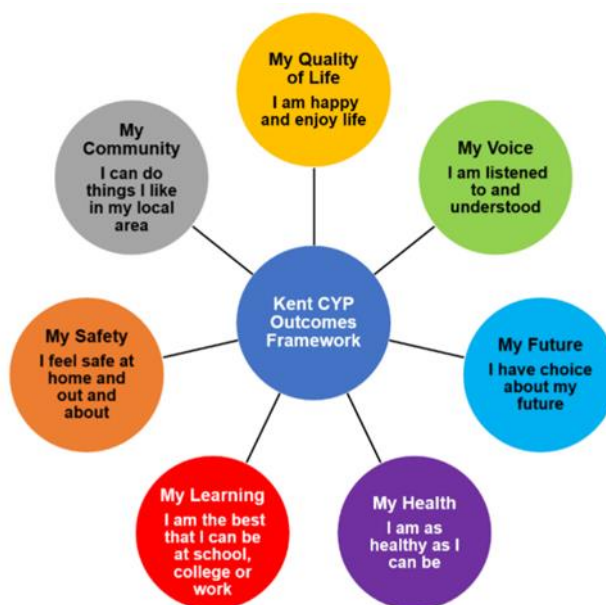 My Quality
of Life
I am happy
and enjoy life
My Voice
I am listened
to and
understood
My Future
I have choice
about my
future
My Health
I am as
healthy as I
can be
My Learning
I am the best
that I can be
at school,
college or
work
My Safety
I feel safe at
home and
out and
about
My
Community
I can do
things I like
in my local
area
Kent CYP
Outcomes
Framework